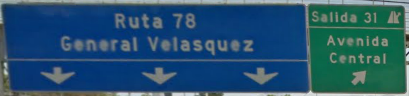 Ruta 78
General Velasquez
Salida 31
Avenida
Central